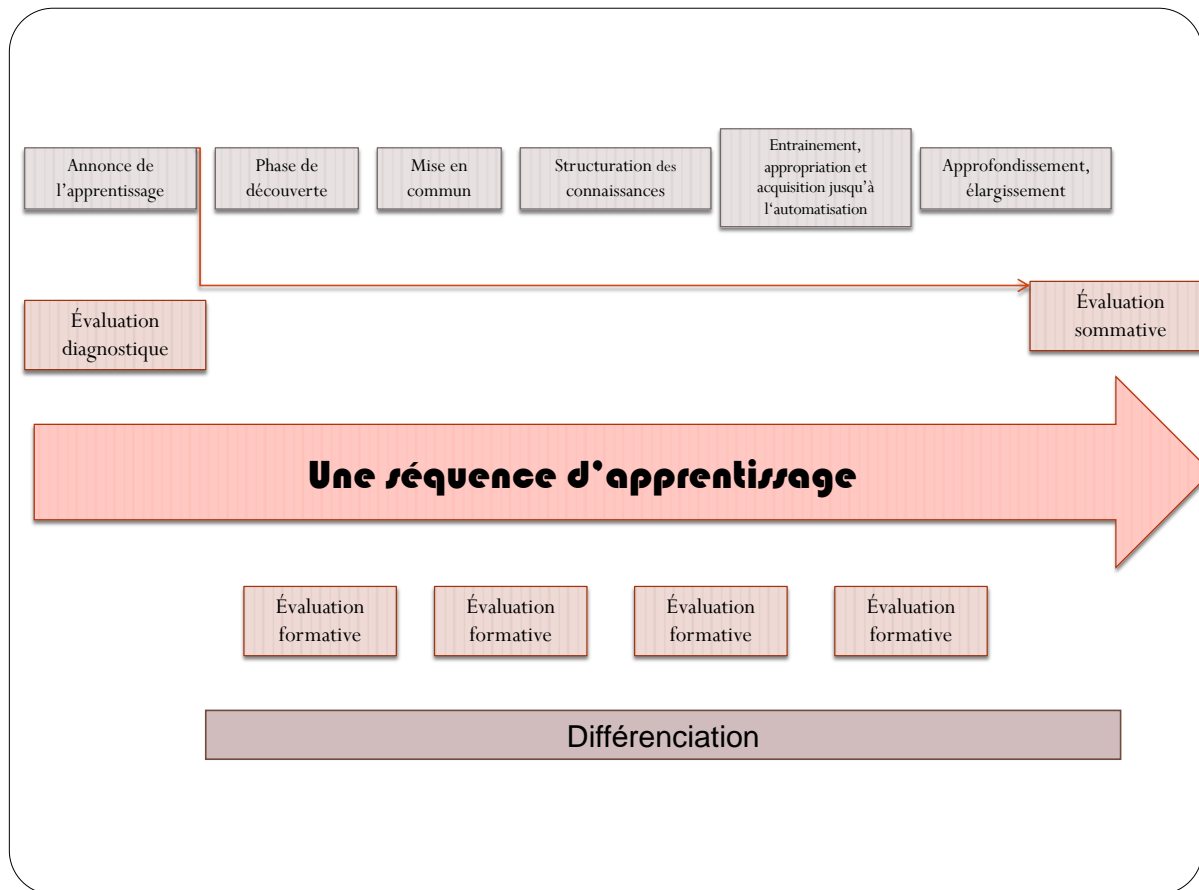 Annonce de
l'apprentissage
Phase de
découverte
Mise en
commun
Structuration des
connaissances
Entrainement,
appropriation et
acquisition jusqu'à
l'automatisation
Approfondissement,
élargissement
Évaluation
diagnostique
Évaluation
sommative
Une séquence d'apprentissage
Évaluation
formative
Évaluation
formative
Évaluation
formative
Évaluation
formative
Différenciation